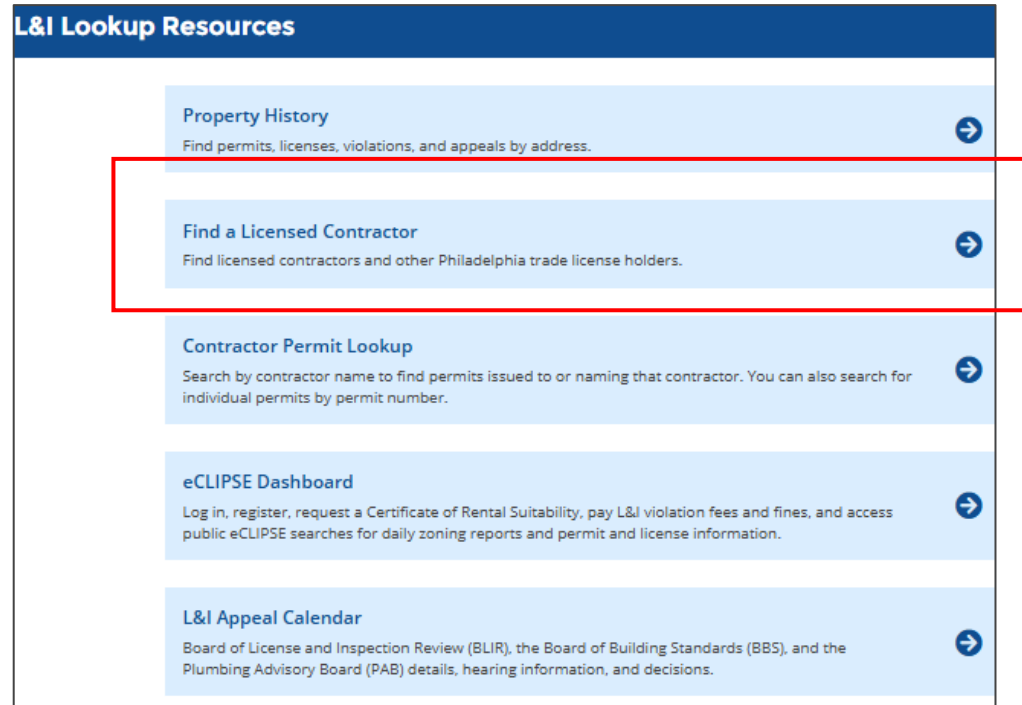 L&I Lookup Resources
Property History
Find permits, licenses, violations, and appeals by address.
Find a Licensed Contractor
Find licensed contractors and other Philadelphia trade license holders.
Contractor Permit Lookup
Search by contractor name to find permits issued to or naming that contractor. You can also search for
individual permits by permit number.
eCLIPSE Dashboard
Log in, register, request a Certificate of Rental Suitability, pay L&I violation fees and fines, and access
public eCLIPSE searches for daily zoning reports and permit and license information.
L&I Appeal Calendar
Board of License and Inspection Review (BLIR), the Board of Building Standards (BBS), and the
Plumbing Advisory Board (PAB) details, hearing information, and decisions.